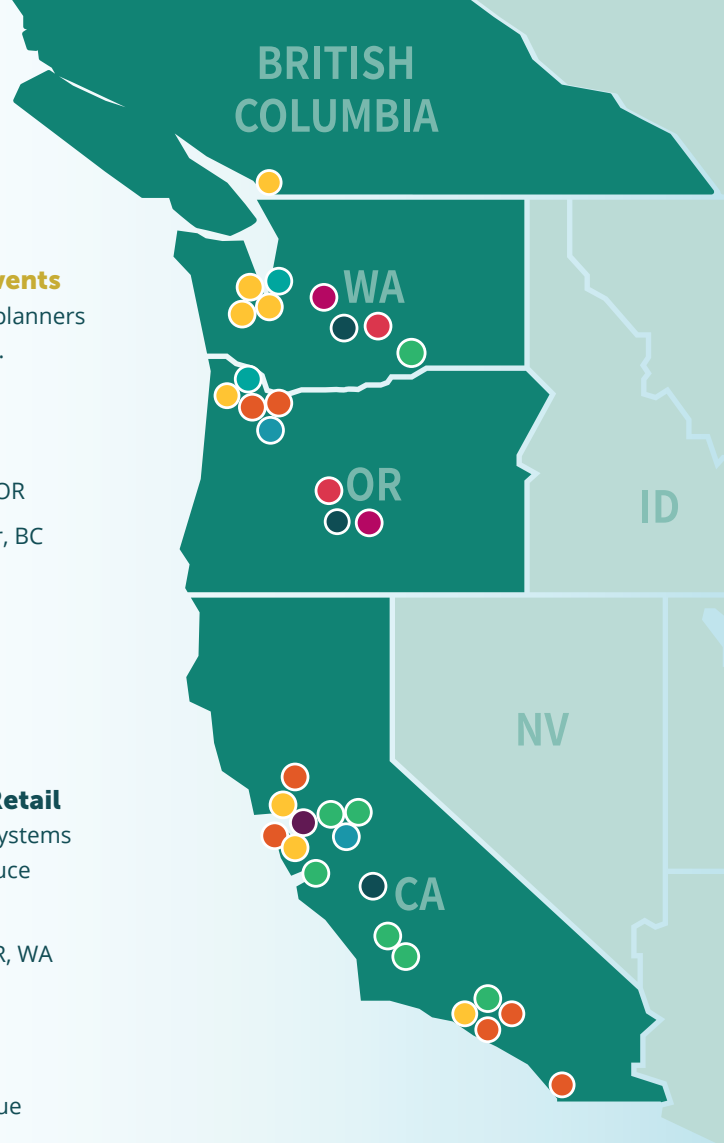 BRITISH
COLUMBIA
WA
vents
planners
.
OR
OR
, BC
ID
NV
Retail
ystems
uce
CA
R, WA
ue